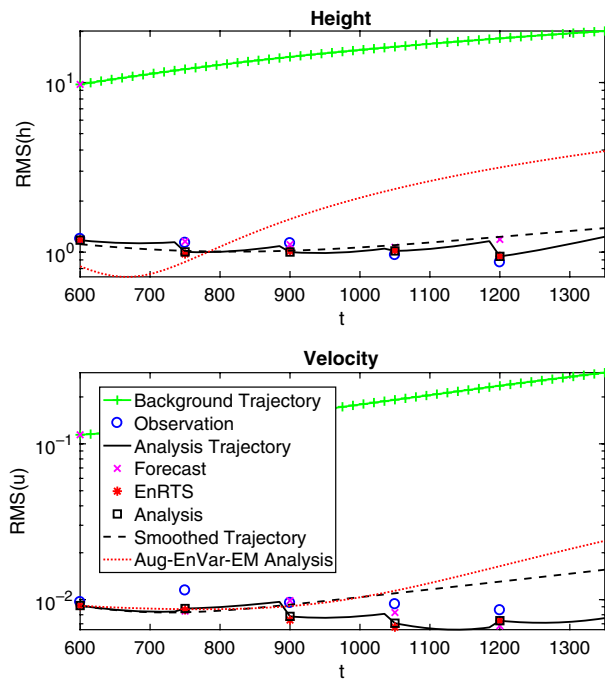 Height
10¹
10⁰
RMS(h)
600 700 800 900 1000 1100 1200 1300
t
Velocity
10⁻¹
10⁻²
RMS(u)
Background Trajectory
Observation
Analysis Trajectory
Forecast
EnRTS
Analysis
Smoothed Trajectory
Aug-EnVar-EM Analysis
600 700 800 900 1000 1100 1200 1300
t